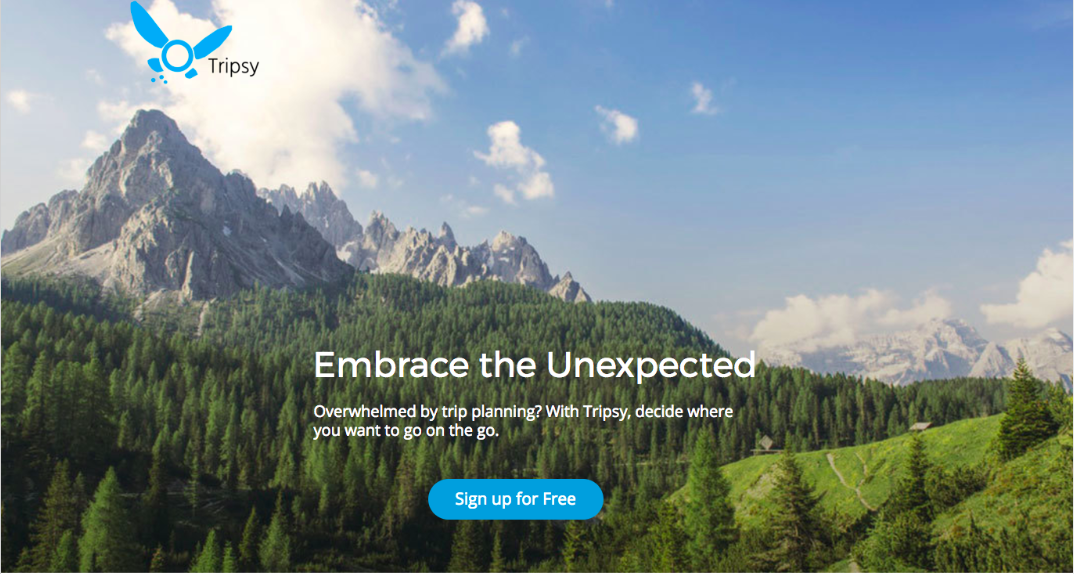 Tripsy
Embrace the Unexpected
Overwhelmed by trip planning? With Tripsy, decide where
you want to go on the go.
Sign up for Free